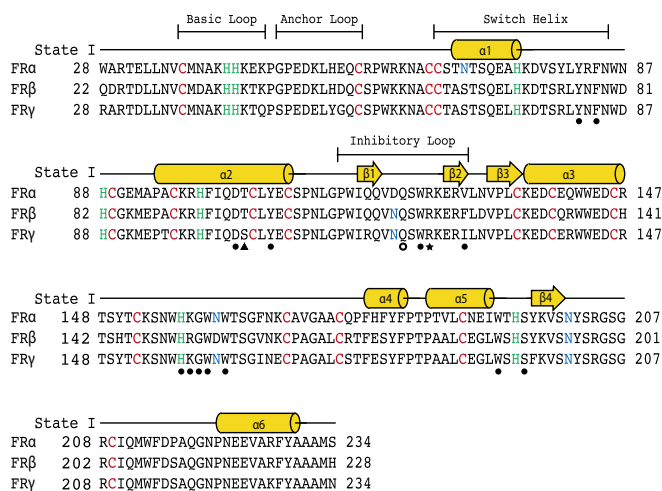 Basic Loop Anchor Loop Switch Helix
State I α1
FRα 28 WARTELLNVCMNAKHHKEKPGPEDKLHEQCRPWRKNACCSTNTSQEAHKDVSYLYRFNWN 87
FRβ 22 QDRTDLLNVCMDAKHHKTKPGPEDKLHDQCSPWKKNACCTASTSQELHKDTSRLYNFNWD 81
FRγ 28 RARTDLLNVCMNAKHHKTQPSPEDELYGQCSPWKKNACCTASTSQELHKDTSRLYNFNWD 87
Inhibitory Loop
State I α2 β1 β2 β3 α3
FRα 88 HCGEMAPACKRHFIQDTCLYECSPNLGPWIQQVDQSWRKERVLNVPLCKEDCEQWWEDCR 147
FRβ 82 HCGKMEPACKRHFIQDTCLYECSPNLGPWIQQVNQSWRKERFLDVPLCKEDCQRWWEDCH 141
FRγ 88 HCGKMEPTCKRHFIQDSCLYECSPNLGPWIRQVNQSWRKERILNVPLCKEDCERWWEDCR 147
State I α4 α5 β4
FRα 148 TSYTCKSNWHKGWNWTSGFNKCAVGAACQPFHFYFPTPTVLCNEIWTHSYKVSNYSRGSG 207
FRβ 142 TSHTCKSNWHRGWDWTSGVNKCPAGALCRTFESYFPTPAALCEGLWSHSYKVSNYSRGSG 201
FRγ 148 TSYTCKSNWHKGWNWTSGINECPAGALCSTFESYFPTPAALCEGLWSHSFKVSNYSRGSG 207
State I α6
FRα 208 RCIQMWFDPAQGNPNEEVARFYAAAMS 234
FRβ 202 RCIQMWFDSAQGNPNEEVARFYAAAMH 228
FRγ 208 RCIQMWFDSAQGNPNEEVAKFYAAAMN 234